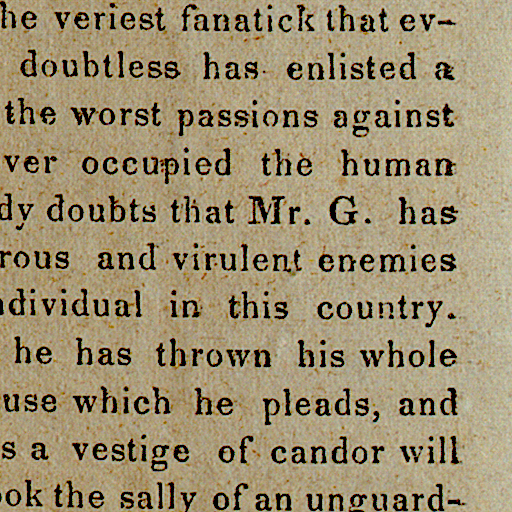 he veriest fanatick that ev-
doubtless has enlisted a
the worst passions against
ver occupied the human
dy doubts that Mr. G. has
rous and virulent enemies
dividual in this country.
he has thrown his whole
use which he pleads, and
s a vestige of candor will
ok the sally of an unguard-